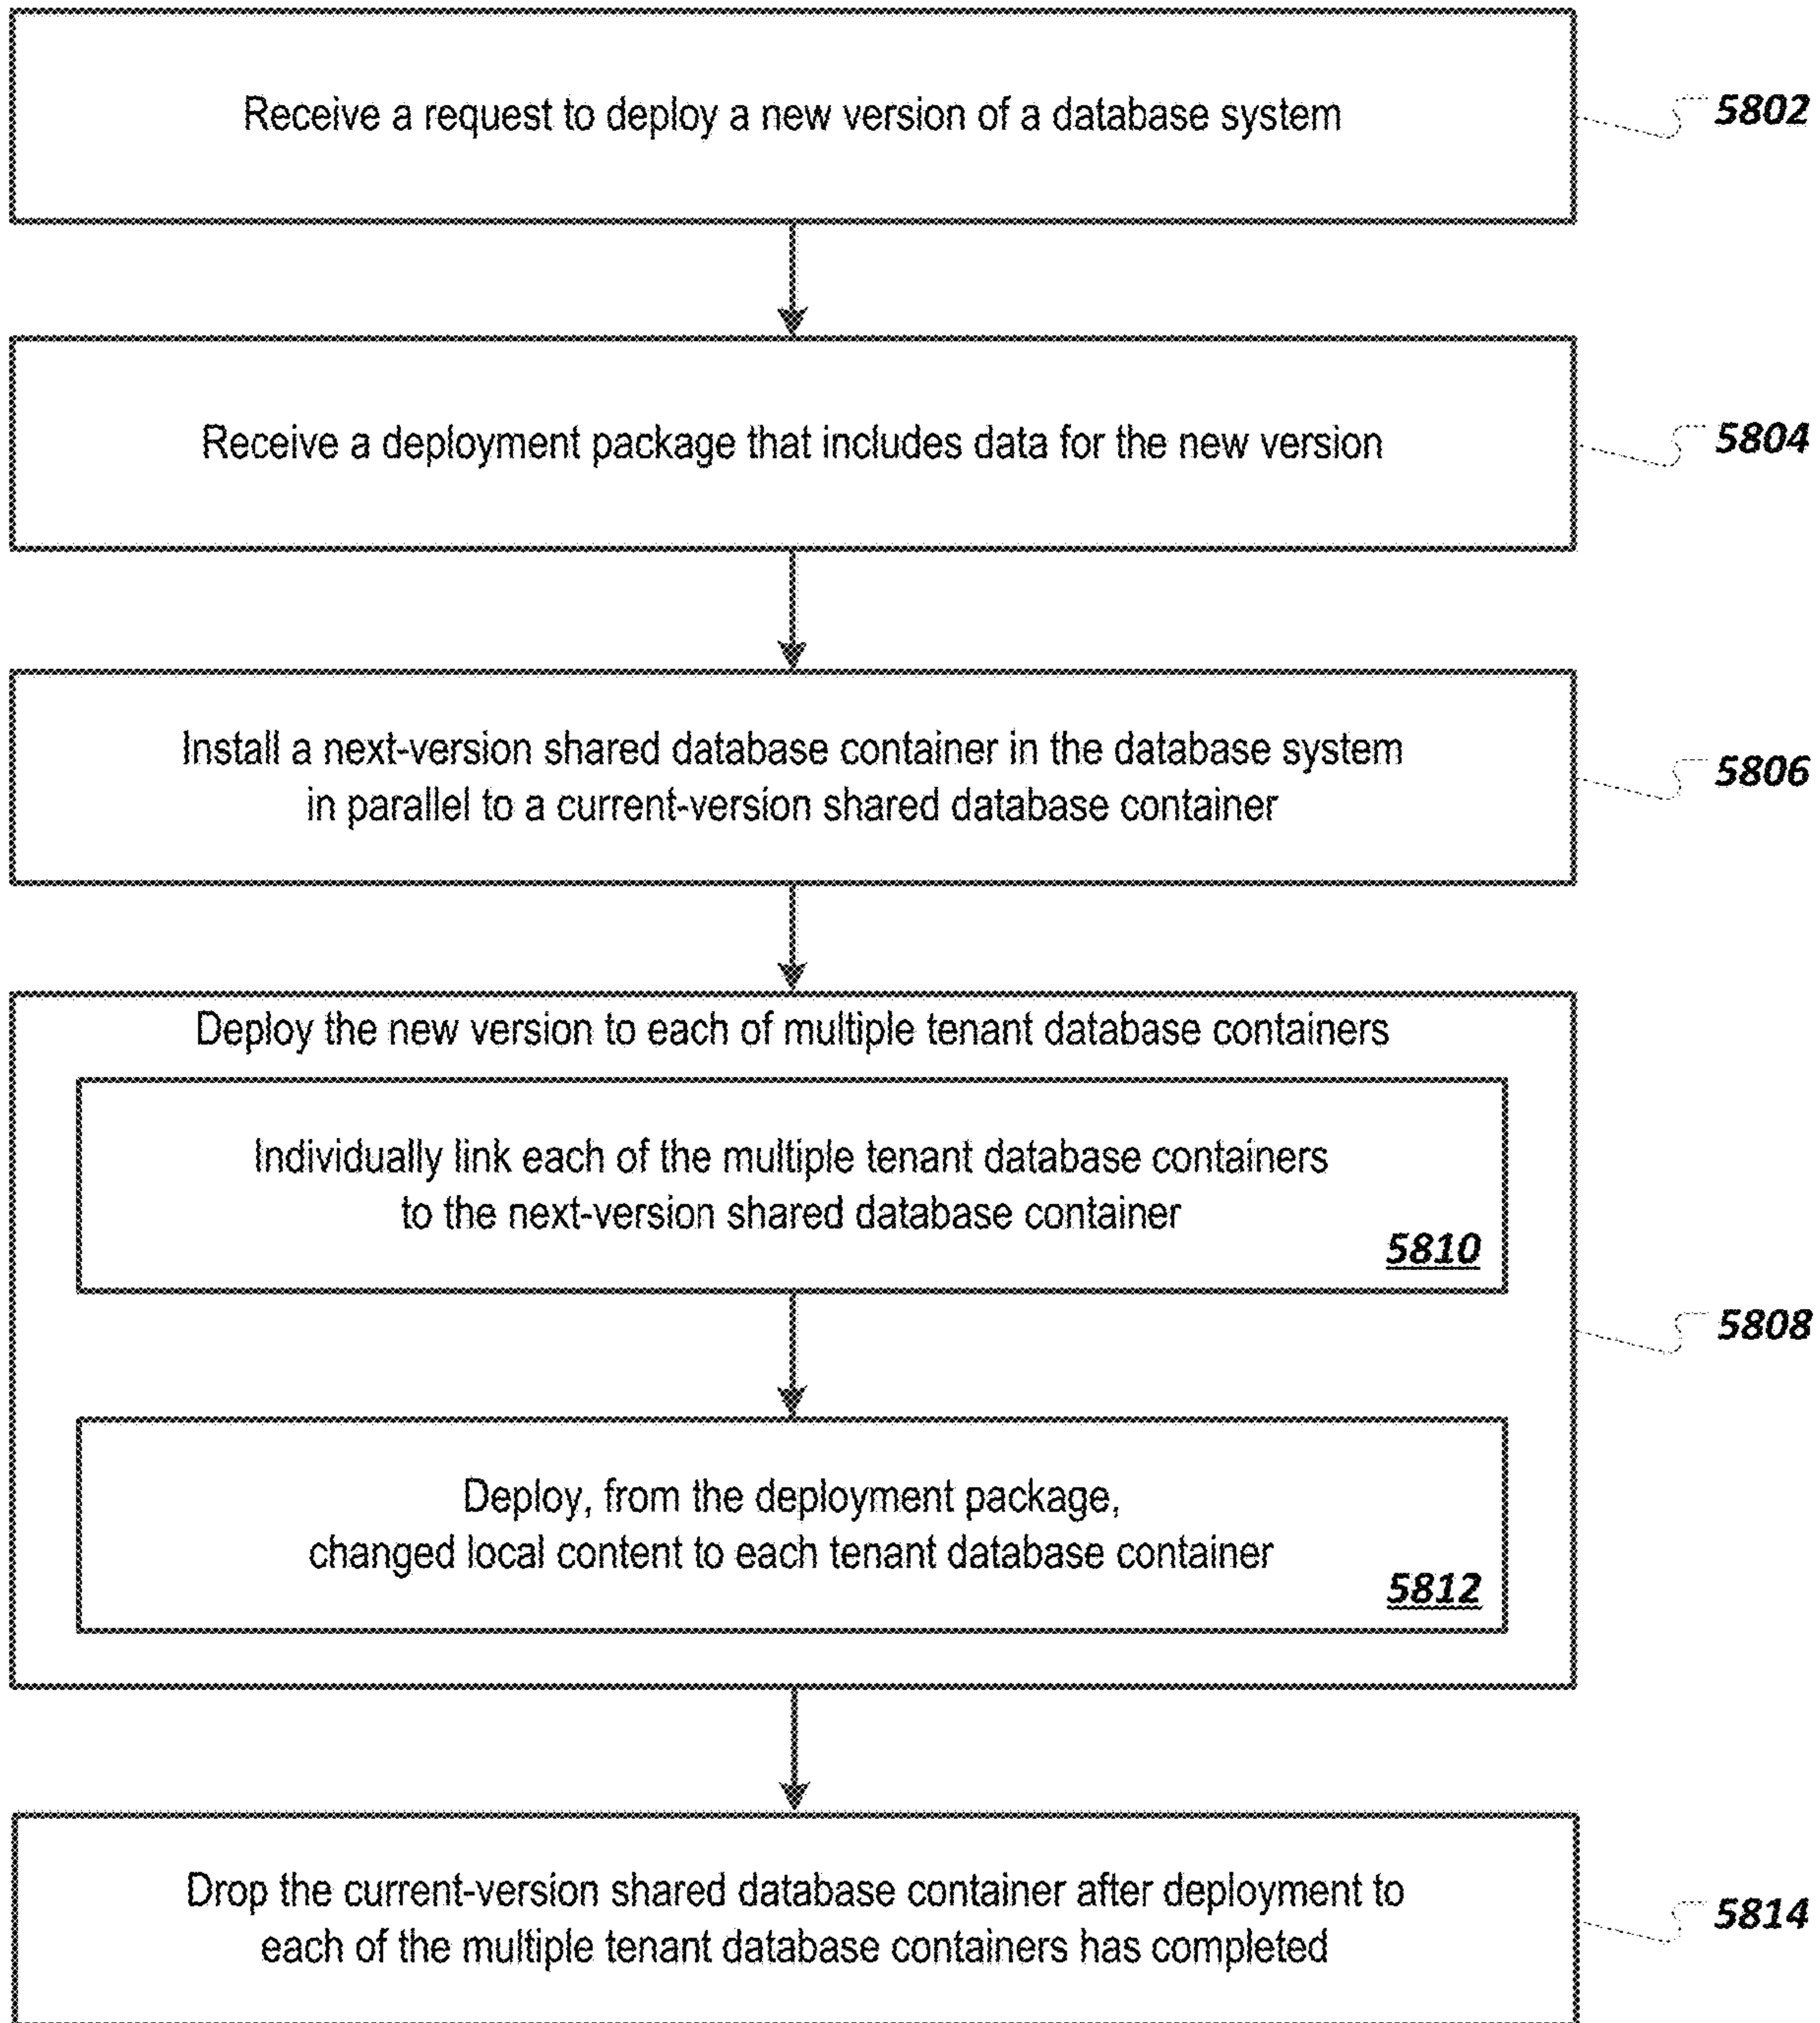 Receive a request to deploy a new version of a database system
5802
Receive a deployment package that includes data for the new version
5804
Install a next-version shared database container in the database system
in parallel to a current-version shared database container
5806
Deploy the new version to each of multiple tenant database containers
Individually link each of the multiple tenant database containers
to the next-version shared database container
5810
5808
Deploy, from the deployment package,
changed local content to each tenant database container
5812
Drop the current-version shared database container after deployment to
each of the multiple tenant database containers has completed
5814